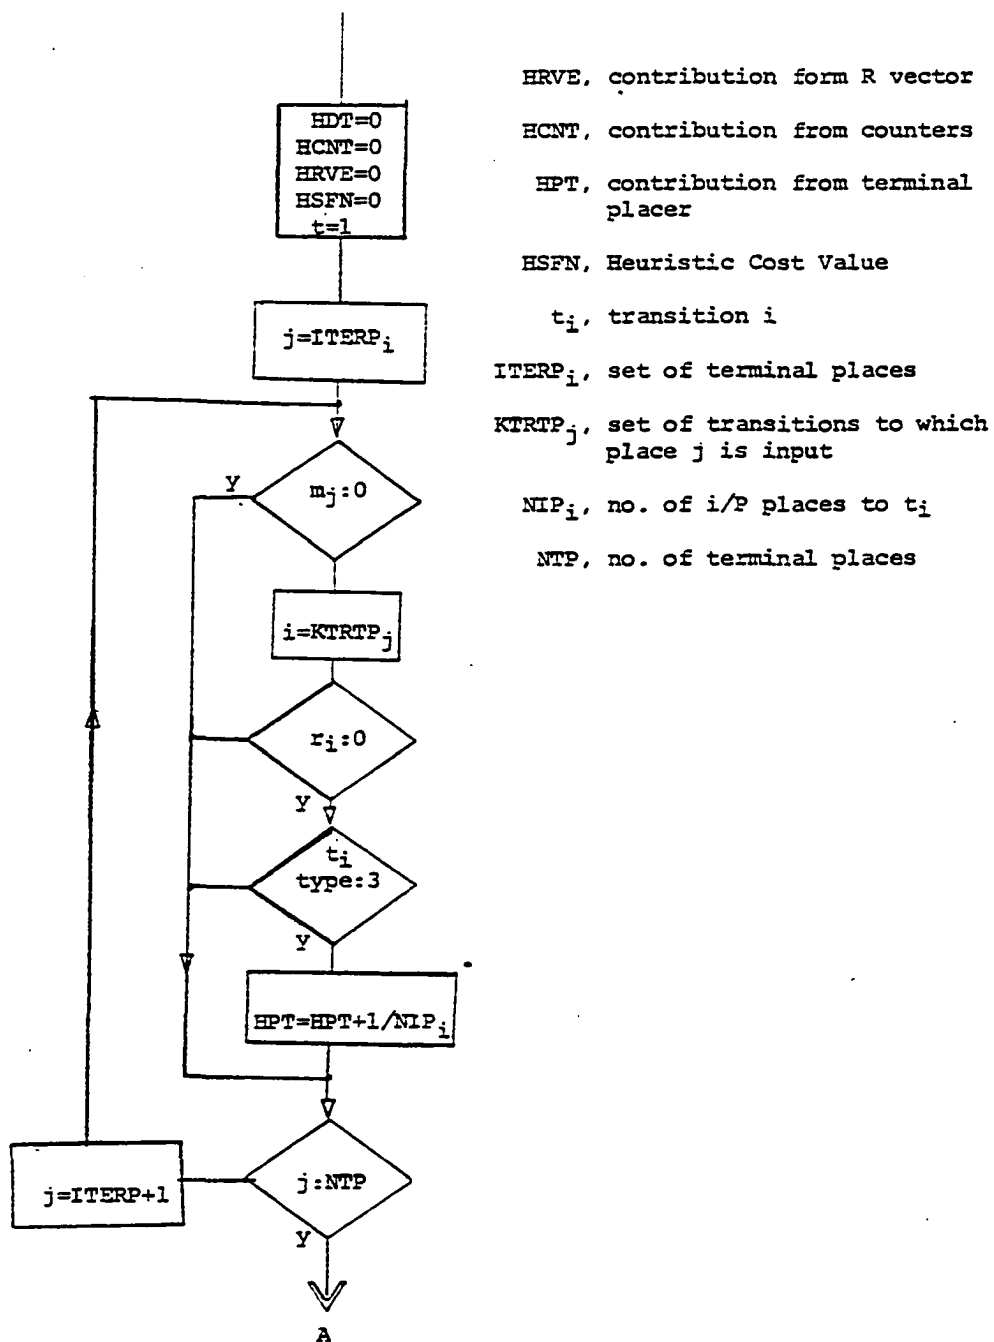 HDT=0
HCNT=0
HRVE=0
HSFN=0
t=1
j=ITERPi
Y
mj:0
i=KTRTPj
ri:0
Y
ti
type:3
Y
HPT=HPT+1/NIPi
j:NTP
j=ITERP+1
Y
A
HRVE, contribution form R vector
HCNT, contribution from counters
HPT, contribution from terminal
placer
HSFN, Heuristic Cost Value
ti, transition i
ITERPi, set of terminal places
KTRTPj, set of transitions to which
place j is input
NIPi, no. of i/P places to ti
NTP, no. of terminal places